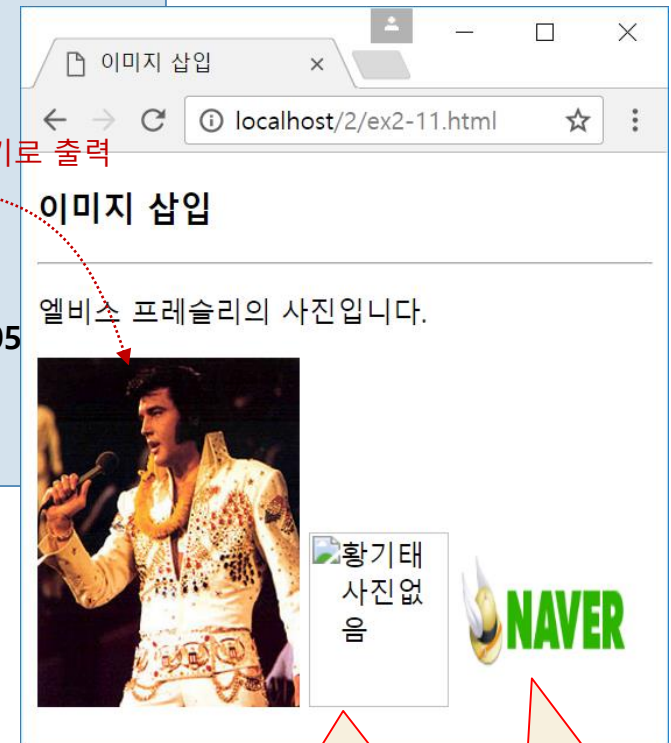 이미지 삽입
localhost/2/ex2-11.html
기로 출력
이미지 삽입
엘비스 프레슬리의 사진입니다.
05
황기태
사진없
음
NAVER